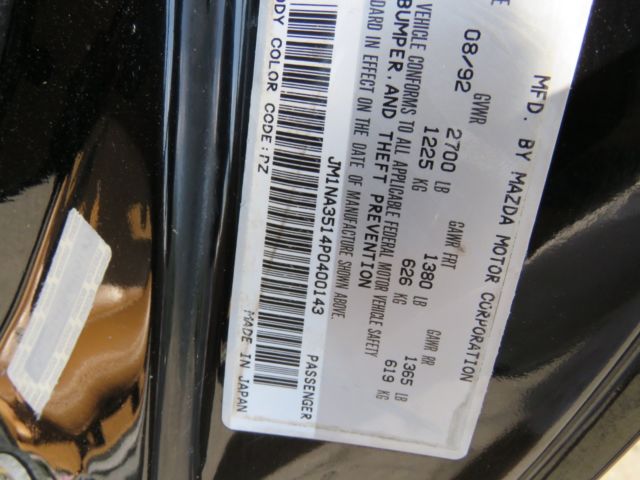 MFD. BY MAZDA MOTOR CORPORATION
08/92 GVWR 2700 LB GAWR FRT 1380 LB GAWR RR 1365 LB
1225 KG 626 KG 619 KG
VEHICLE CONFORMS TO ALL APPLICABLE FEDERAL MOTOR VEHICLE SAFETY
BUMPER, AND THEFT PREVENTION
DARD IN EFFECT ON THE DATE OF MANUFACTURE SHOWN ABOVE.
JM1NA3514P0400143 PASSENGER
ODY COLOR CODE: PZ MADE IN JAPAN